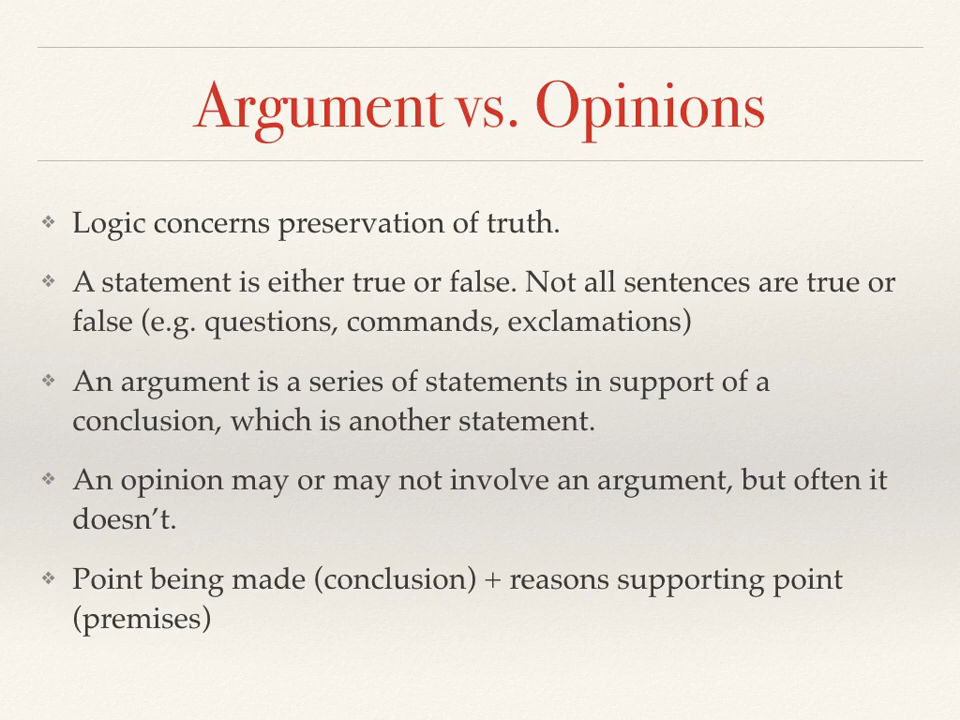 Argument vs. Opinions
❖ Logic concerns preservation of truth.
❖ A statement is either true or false. Not all sentences are true or
false (e.g. questions, commands, exclamations)
❖ An argument is a series of statements in support of a
conclusion, which is another statement.
❖ An opinion may or may not involve an argument, but often it
doesn’t.
❖ Point being made (conclusion) + reasons supporting point
(premises)